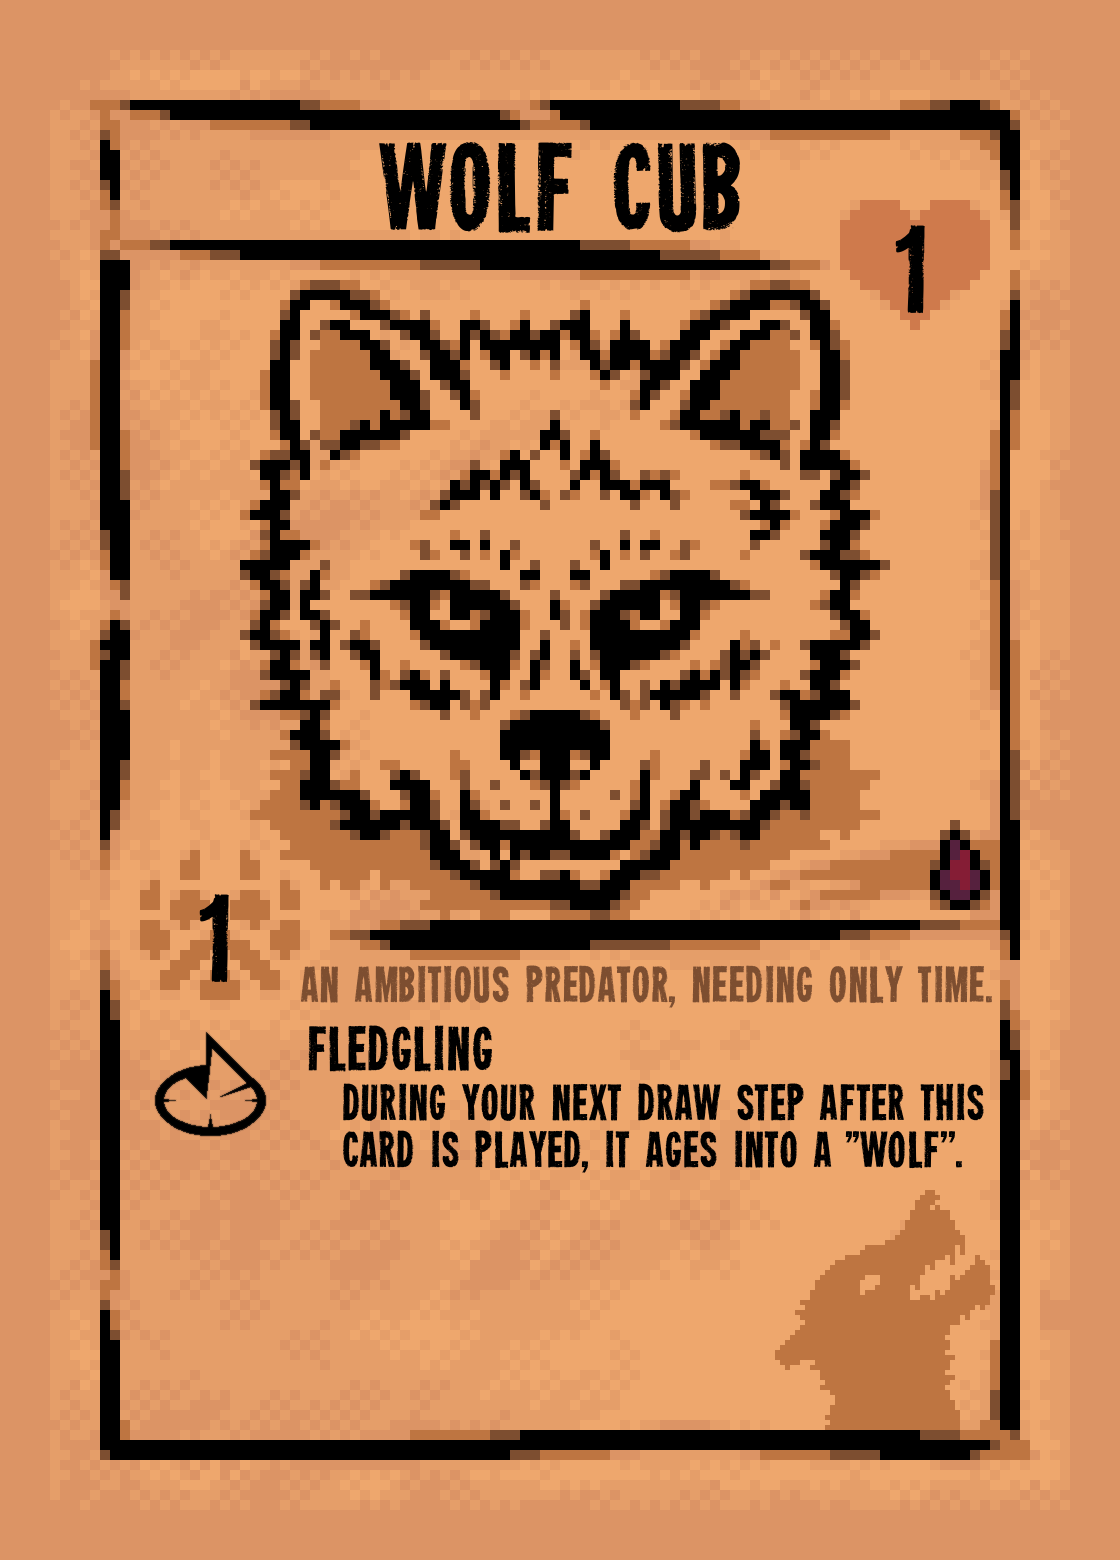 WOLF CUB
1
1
AN AMBITIOUS PREDATOR, NEEDING ONLY TIME.
FLEDGLING
DURING YOUR NEXT DRAW STEP AFTER THIS
CARD IS PLAYED, IT AGES INTO A "WOLF".